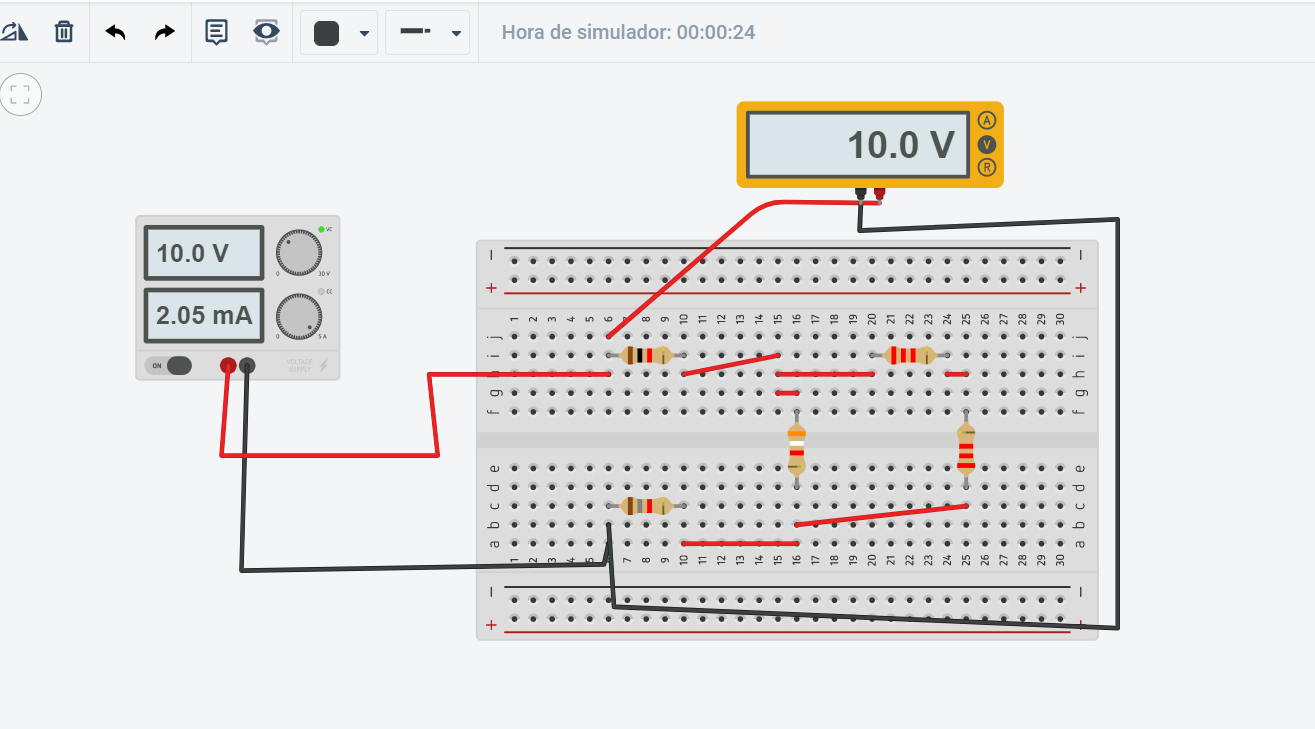 Hora de simulador: 00:00:24
10.0 V
A
V
R
10.0 V
VC
0
30 V
2.05 mA
CC
0
5 A
ON
VOLTAGE
SUPPLY
+ +
1 2 3 4 5 6 7 8 9 10 11 12 13 14 15 16 17 18 19 20 21 22 23 24 25 26 27 28 29 30
j j
i i
h h
g g
f f
e e
d d
c c
b b
a a
1 2 3 4 5 7 8 9 10 11 12 13 14 15 16 17 18 19 20 21 22 23 24 25 26 27 28 29 30
+ +